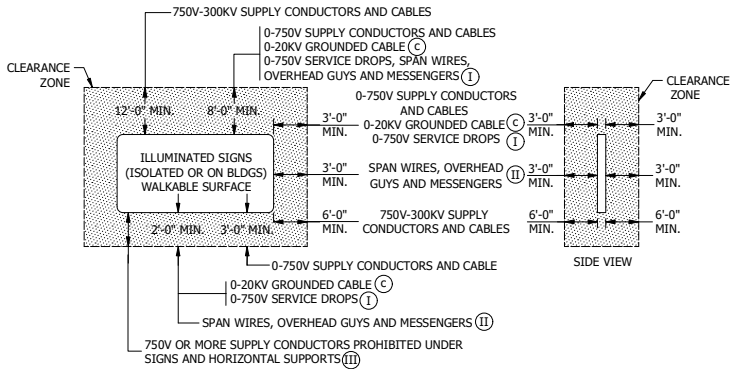 750V-300KV SUPPLY CONDUCTORS AND CABLES
0-750V SUPPLY CONDUCTORS AND CABLES
0-20KV GROUNDED CABLE c
0-750V SERVICE DROPS, SPAN WIRES,
OVERHEAD GUYS AND MESSENGERS I
CLEARANCE
ZONE
12'-0" MIN.
8'-0" MIN.
ILLUMINATED SIGNS
(ISOLATED OR ON BLDGS)
WALKABLE SURFACE
2'-0" MIN.
3'-0" MIN.
3'-0"
MIN.
0-750V SUPPLY CONDUCTORS
AND CABLES
0-20KV GROUNDED CABLE c
0-750V SERVICE DROPS I
3'-0"
MIN.
3'-0"
MIN.
SPAN WIRES, OVERHEAD
GUYS AND MESSENGERS II
3'-0"
MIN.
6'-0"
MIN.
750V-300KV SUPPLY
CONDUCTORS AND CABLES
6'-0"
MIN.
CLEARANCE
ZONE
3'-0"
MIN.
3'-0"
MIN.
6'-0"
MIN.
SIDE VIEW
0-750V SUPPLY CONDUCTORS AND CABLE
0-20KV GROUNDED CABLE c
0-750V SERVICE DROPS I
SPAN WIRES, OVERHEAD GUYS AND MESSENGERS II
750V OR MORE SUPPLY CONDUCTORS PROHIBITED UNDER
SIGNS AND HORIZONTAL SUPPORTS III